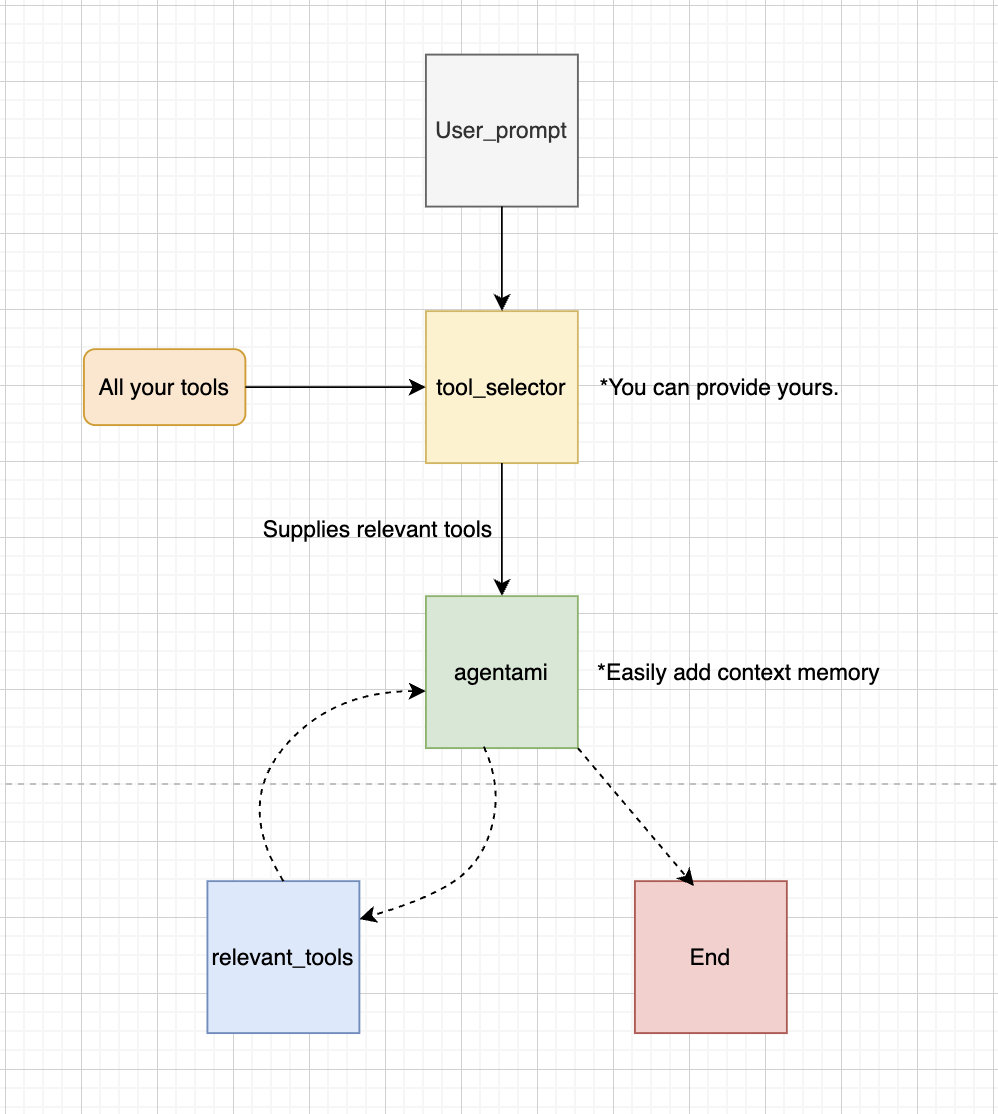 User_prompt
All your tools
tool_selector
*You can provide yours.
Supplies relevant tools
agentami
*Easily add context memory
relevant_tools
End